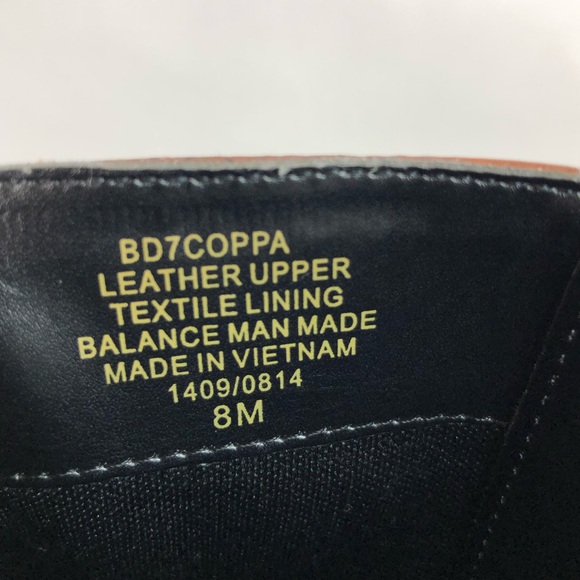 BD7COPPA
LEATHER UPPER
TEXTILE LINING
BALANCE MAN MADE
MADE IN VIETNAM
1409/0814
8M